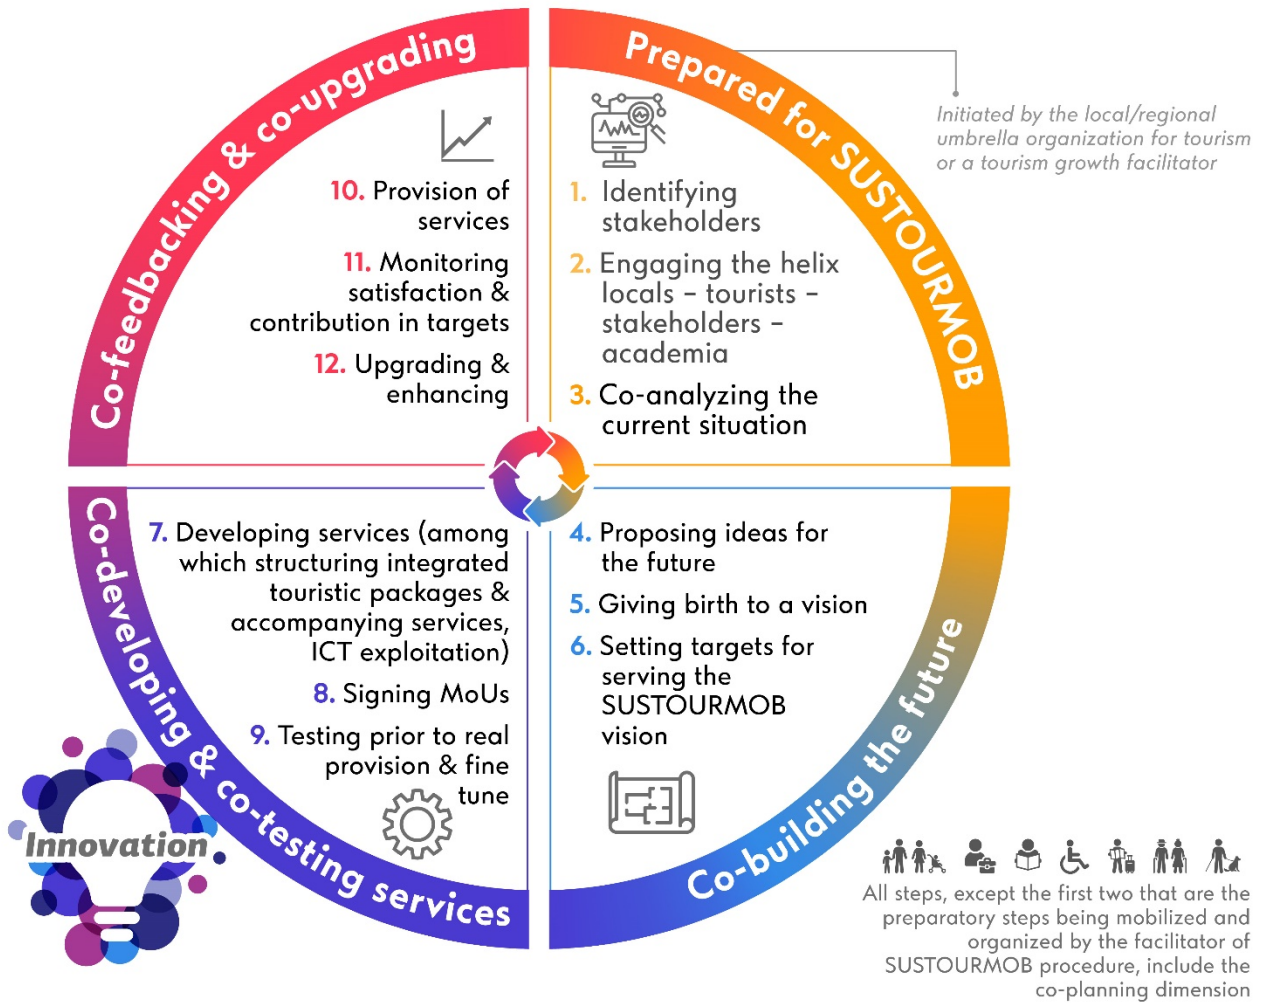 Prepared for SUSTOURMOB
Initiated by the local/regional
umbrella organization for tourism
or a tourism growth facilitator
1. Identifying
stakeholders
2. Engaging the helix
locals – tourists –
stakeholders –
academia
3. Co-analyzing the
current situation
Co-building the future
4. Proposing ideas for
the future
5. Giving birth to a vision
6. Setting targets for
serving the
SUSTOURMOB
vision
Co-developing & co-testing services
7. Developing services (among
which structuring integrated
touristic packages &
accompanying services,
ICT exploitation)
8. Signing MoUs
9. Testing prior to real
provision & fine
tune
Co-feedbacking & co-upgrading
10. Provision of
services
11. Monitoring
satisfaction &
contribution in targets
12. Upgrading &
enhancing
Innovation
All steps, except the first two that are the
preparatory steps being mobilized and
organized by the facilitator of
SUSTOURMOB procedure, include the
co-planning dimension